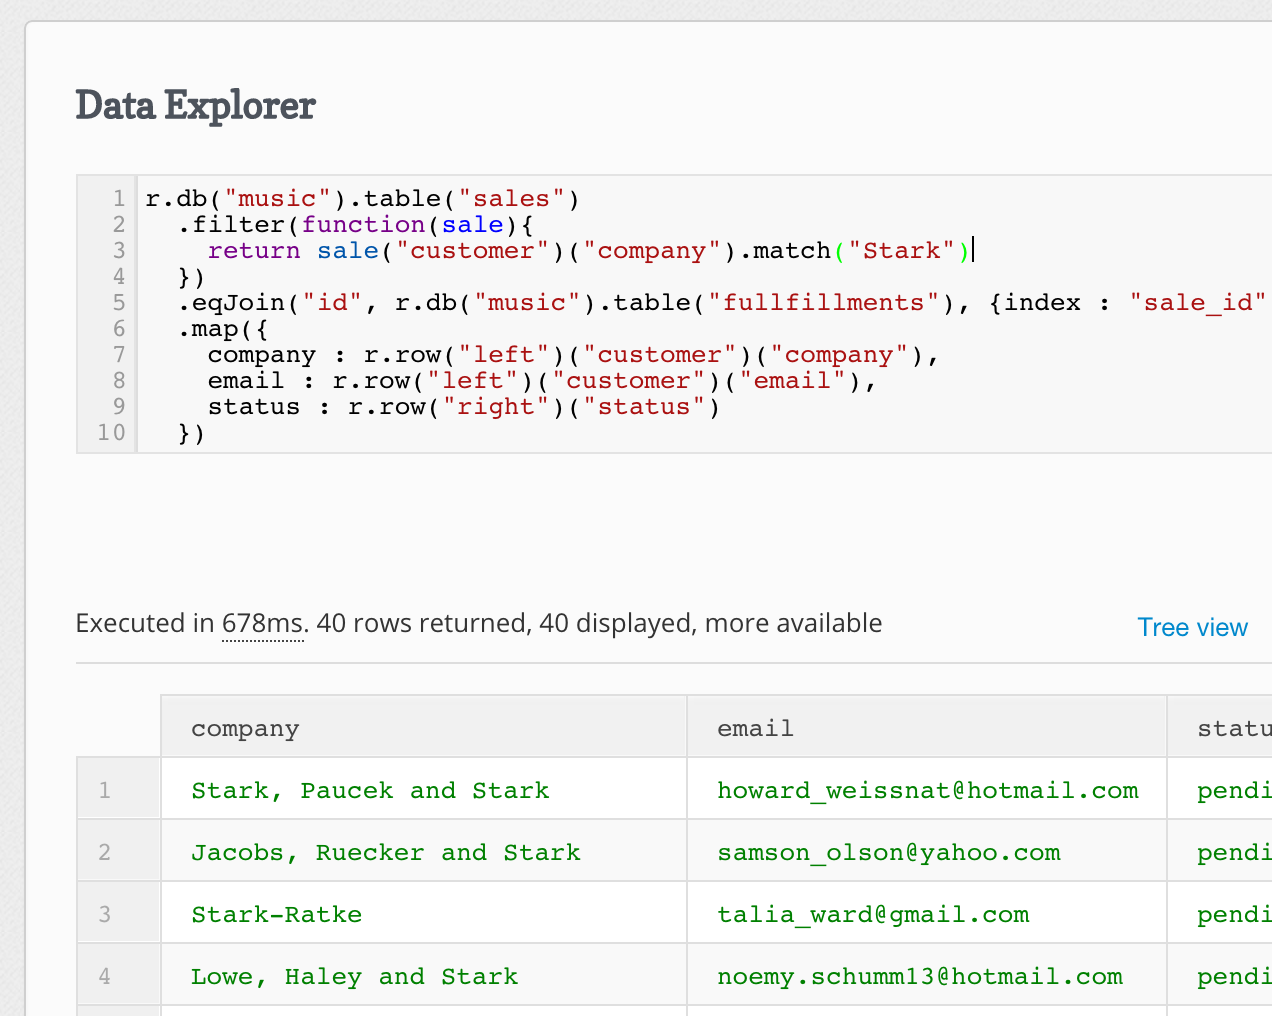 Data Explorer
1 r.db("music").table("sales")
2 .filter(function(sale){
3 return sale("customer")("company").match("Stark")
4 })
5 .eqJoin("id", r.db("music").table("fullfillments"), {index : "sale_id"
6 .map({
7 company : r.row("left")("customer")("company"),
8 email : r.row("left")("customer")("email"),
9 status : r.row("right")("status")
10 })
Executed in 678ms. 40 rows returned, 40 displayed, more available
Tree view
company email statu
1 Stark, Paucek and Stark howard_weissnat@hotmail.com pendi
2 Jacobs, Ruecker and Stark samson_olson@yahoo.com pendi
3 Stark-Ratke talia_ward@gmail.com pendi
4 Lowe, Haley and Stark noemy.schumm13@hotmail.com pendi